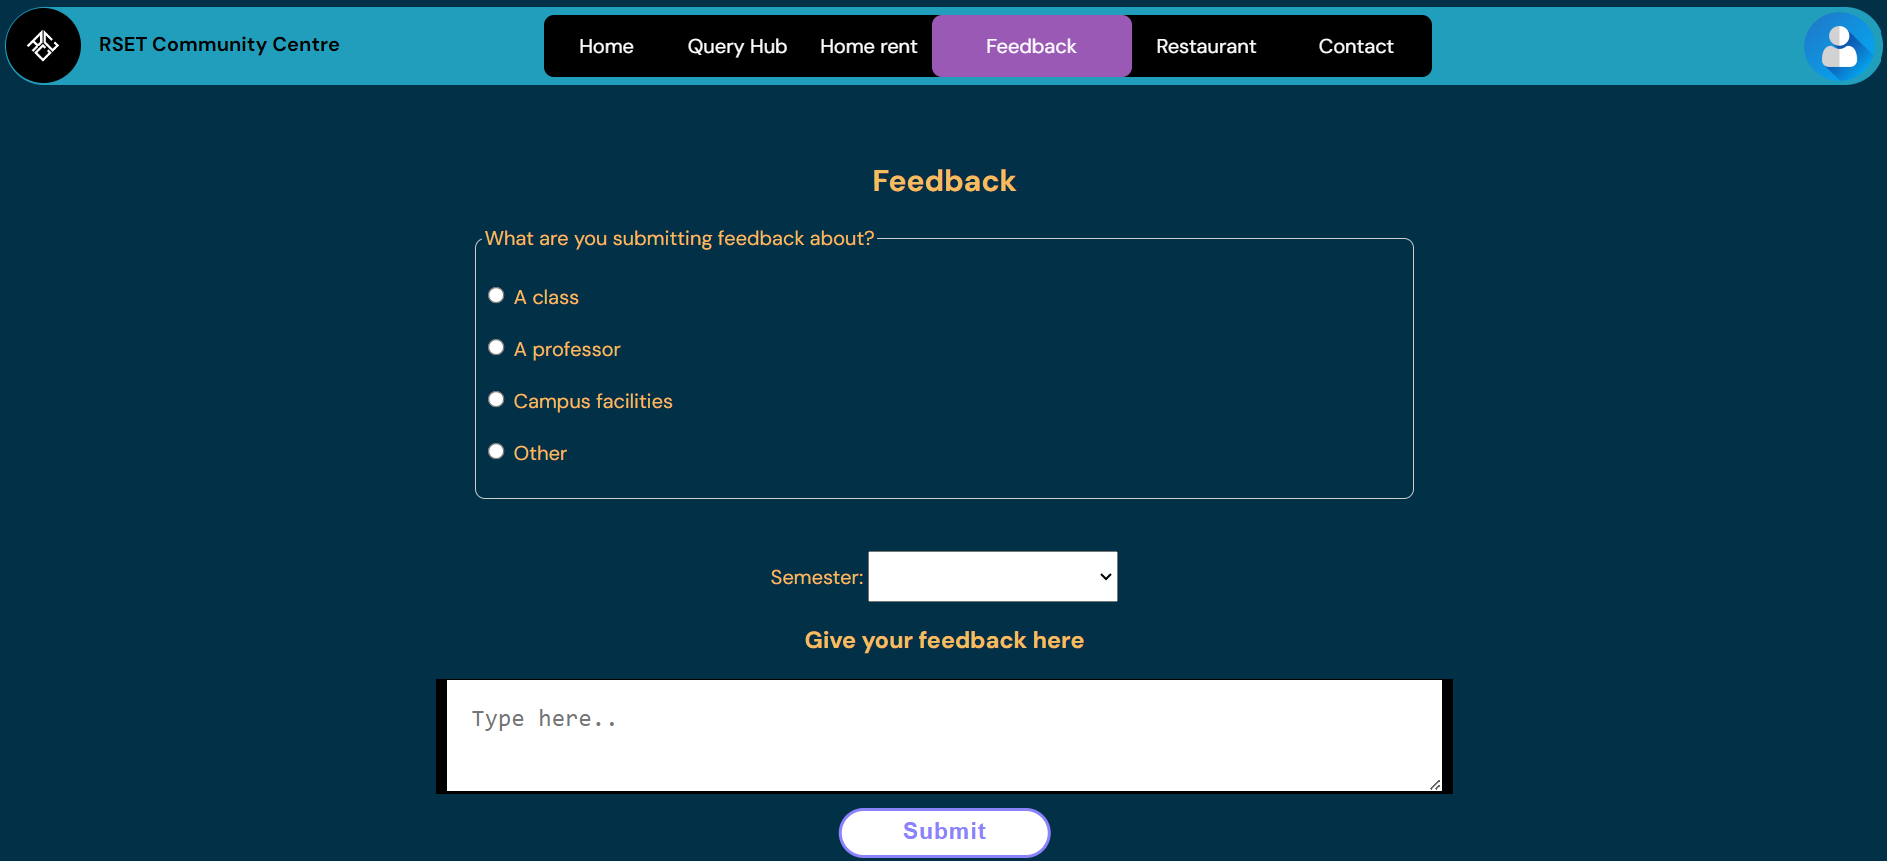 RSET Community Centre
Home Query Hub Home rent Feedback Restaurant Contact
Feedback
What are you submitting feedback about?
A class
A professor
Campus facilities
Other
Semester:
Give your feedback here
Type here..
Submit